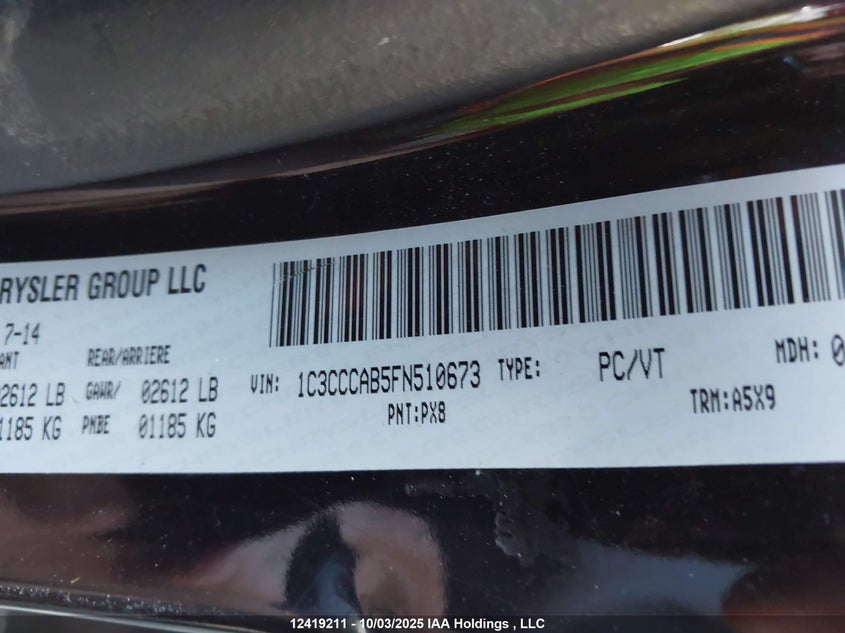 RYSLER GROUP LLC
7-14
ANT REAR/ARRIERE
2612 LB GAWR/ 02612 LB
1185 KG PNBE 01185 KG
VIN: 1C3CCCAB5FN510673 TYPE: PC/VT MDH: 0
PNT:PX8 TRM:A5X9
12419211 - 10/03/2025 IAA Holdings , LLC